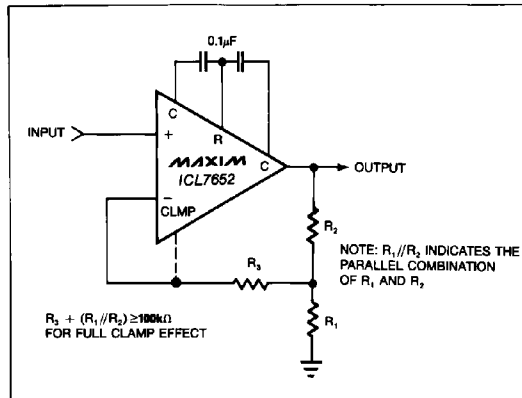 0.1µF
C
R
INPUT
+
MAXIM
ICL7652
C
OUTPUT
−
CLMP
R2
NOTE: R1//R2 INDICATES THE
PARALLEL COMBINATION
OF R1 AND R2
R3
R3 + (R1//R2) ≥100kΩ
FOR FULL CLAMP EFFECT
R1